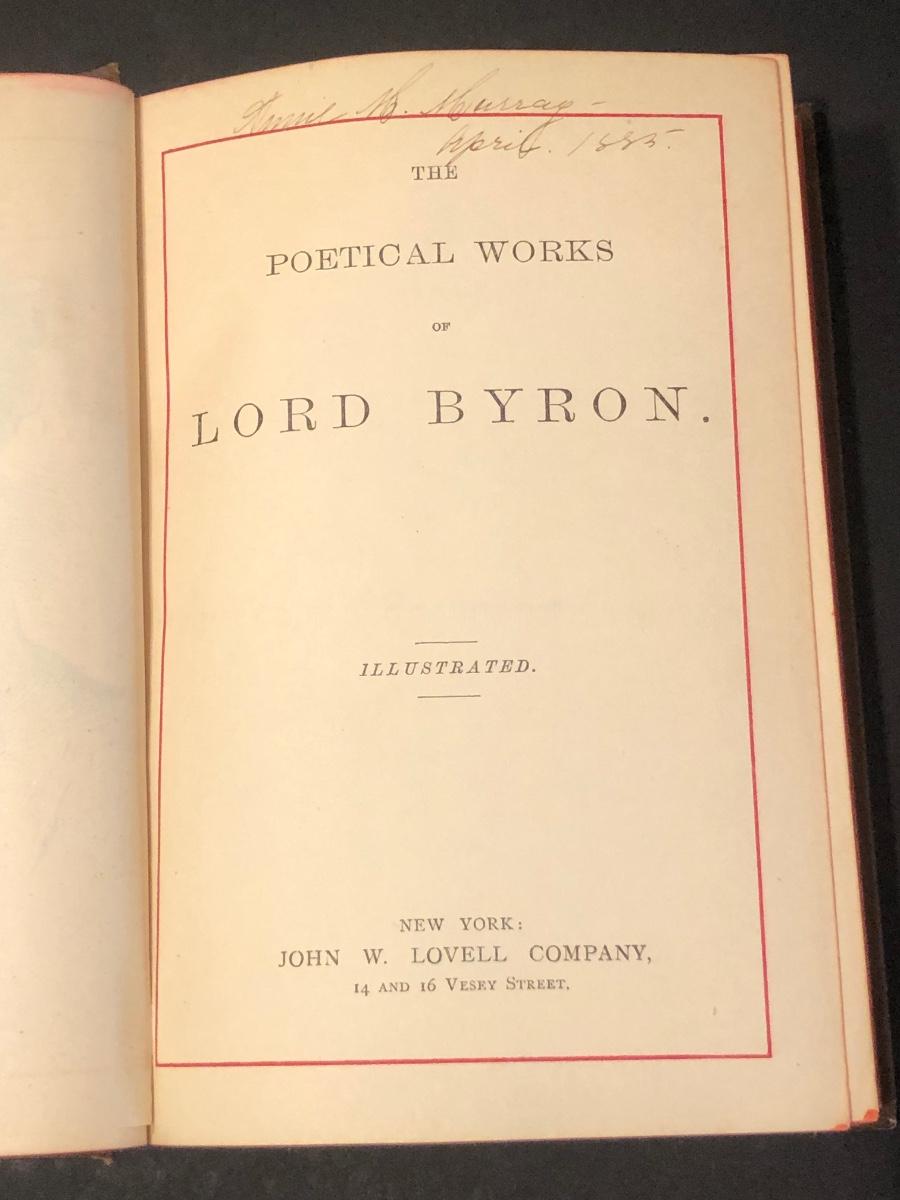 Annie M. Murray –
April. 1885.
THE
POETICAL WORKS
OF
LORD BYRON.
ILLUSTRATED.
NEW YORK:
JOHN W. LOVELL COMPANY,
14 AND 16 VESEY STREET.